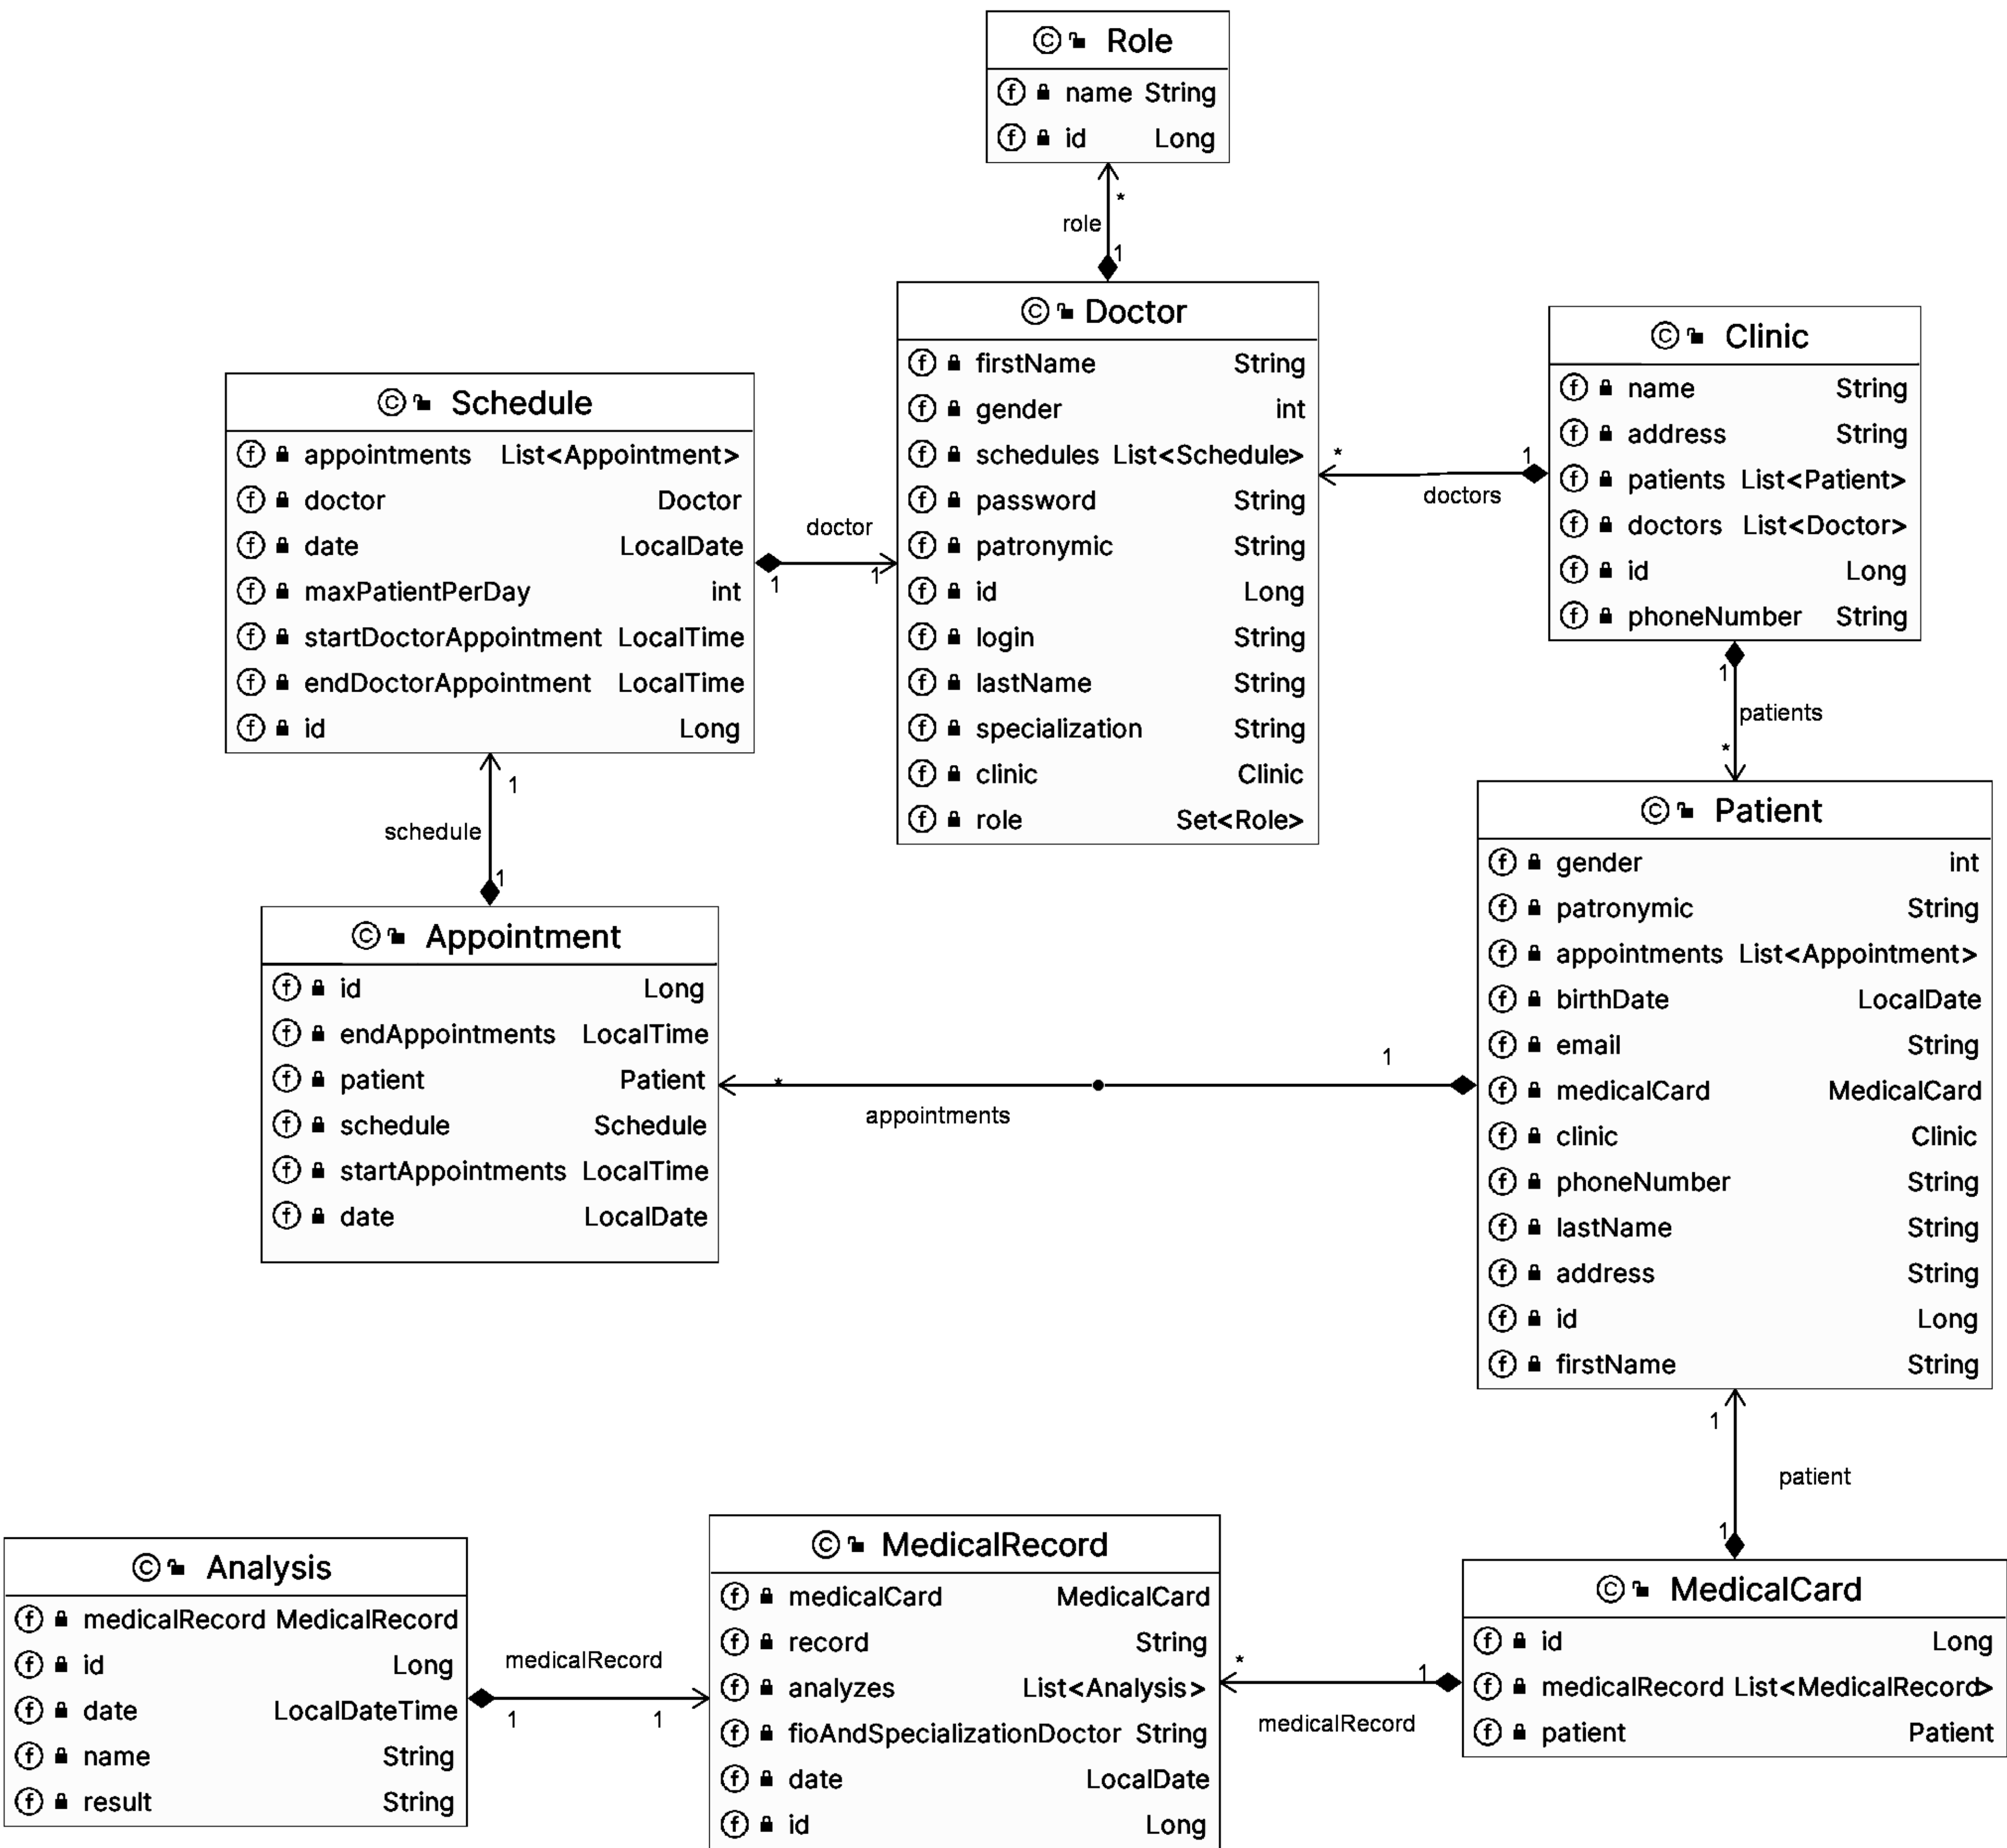 Role
name String
id Long
*
role
1
Doctor
firstName String
gender int
schedules List<Schedule>
password String
patronymic String
id Long
login String
lastName String
specialization String
clinic Clinic
role Set<Role>
Clinic
name String
address String
patients List<Patient>
doctors List<Doctor>
id Long
phoneNumber String
* 1
doctors
Schedule
appointments List<Appointment>
doctor Doctor
date LocalDate
maxPatientPerDay int
startDoctorAppointment LocalTime
endDoctorAppointment LocalTime
id Long
doctor
1 1
1
patients
*
1
schedule
1
Appointment
id Long
endAppointments LocalTime
patient Patient
schedule Schedule
startAppointments LocalTime
date LocalDate
* 1
appointments
Patient
gender int
patronymic String
appointments List<Appointment>
birthDate LocalDate
email String
medicalCard MedicalCard
clinic Clinic
phoneNumber String
lastName String
address String
id Long
firstName String
1
patient
1
Analysis
medicalRecord MedicalRecord
id Long
date LocalDateTime
name String
result String
medicalRecord
1 1
MedicalRecord
medicalCard MedicalCard
record String
analyzes List<Analysis>
fioAndSpecializationDoctor String
date LocalDate
id Long
* 1
medicalRecord
MedicalCard
id Long
medicalRecord List<MedicalRecord>
patient Patient